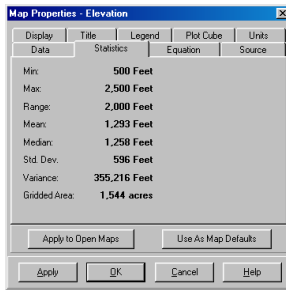 Map Properties - Elevation
Display Title Legend Plot Cube Units
Data Statistics Equation Source
Min: 500 Feet
Max: 2,500 Feet
Range: 2,000 Feet
Mean: 1,293 Feet
Median: 1,258 Feet
Std. Dev. 596 Feet
Variance: 355,216 Feet
Gridded Area: 1,544 acres
Apply to Open Maps Use As Map Defaults
Apply OK Cancel Help